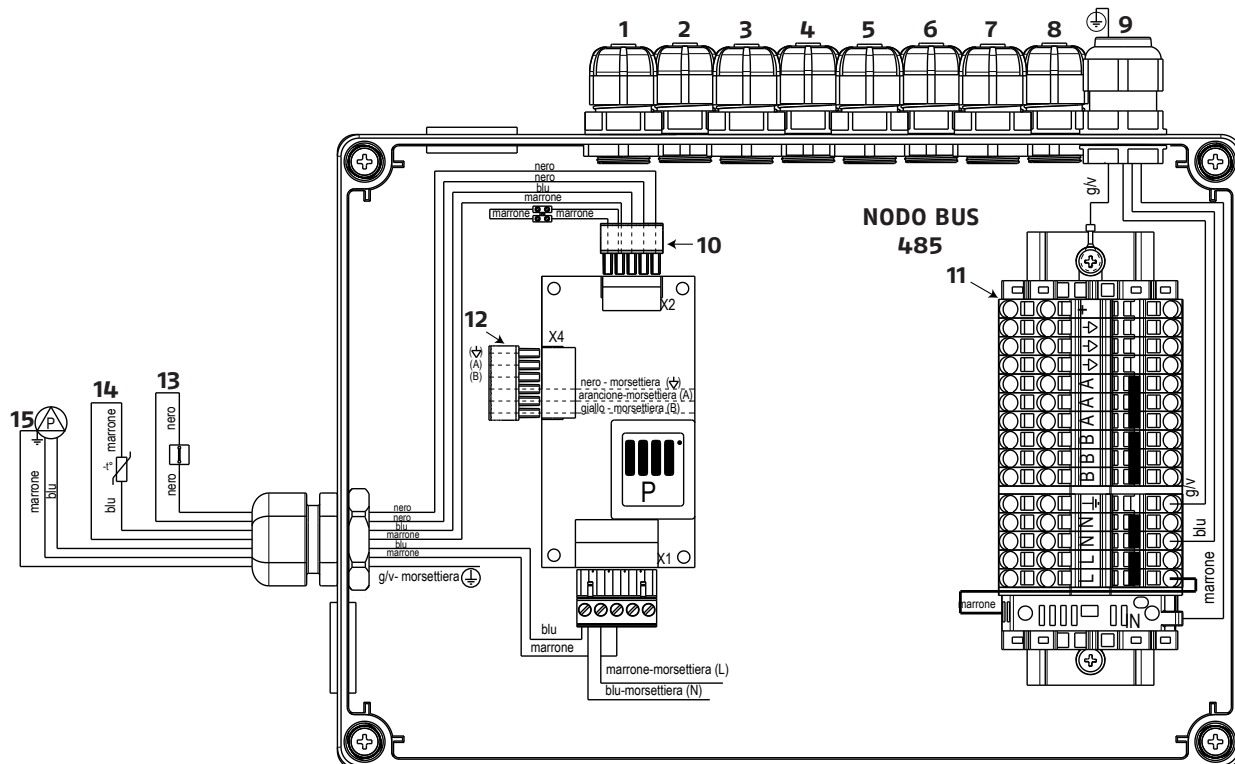 1 2 3 4 5 6 7 8 9
nero
nero
blu
marrone
marrone marrone
g/v
NODO BUS
485
10
X2
11
12
X4
(A)
(B)
nero - morsettiera
arancione-morsettiera (A)
giallo - morsettiera (B)
P
X1
13
14
15
P
nero
nero
marrone
-t°
blu
marrone
blu
nero
nero
blu
marrone
blu
marrone
g/v- morsettiera
blu
marrone
marrone-morsettiera (L)
blu-morsettiera (N)
+
A
A
A
B
B
B
N
N
L
L
IN
marrone
g/v
blu
marrone